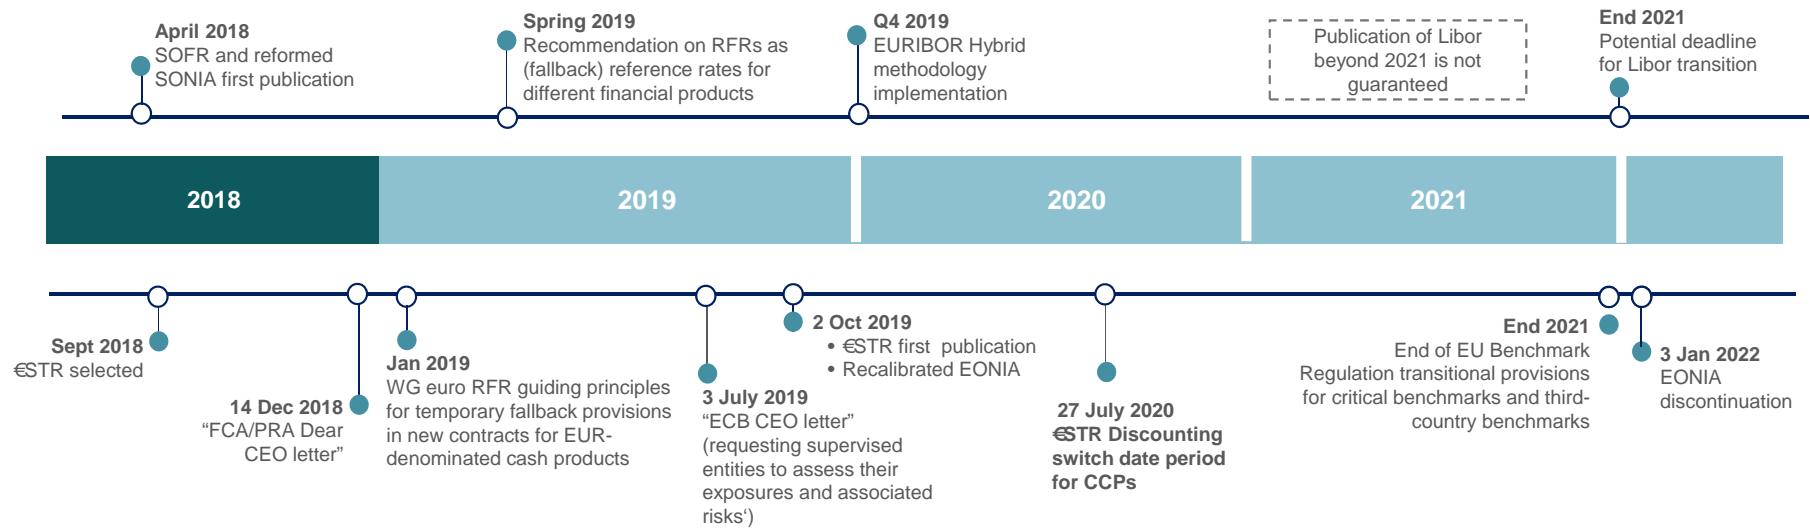 April 2018
SOFR and reformed
SONIA first publication
Spring 2019
Recommendation on RFRs as
(fallback) reference rates for
different financial products
Q4 2019
EURIBOR Hybrid
methodology
implementation
Publication of Libor
beyond 2021 is not
guaranteed
End 2021
Potential deadline
for Libor transition
2018
2019
2020
2021
Sept 2018
€STR selected
14 Dec 2018
“FCA/PRA Dear
CEO letter”
Jan 2019
WG euro RFR guiding principles
for temporary fallback provisions
in new contracts for EUR-
denominated cash products
3 July 2019
“ECB CEO letter”
(requesting supervised
entities to assess their
exposures and associated
risks‘)
2 Oct 2019
• €STR first publication
• Recalibrated EONIA
27 July 2020
€STR Discounting
switch date period
for CCPs
End 2021
End of EU Benchmark
Regulation transitional provisions
for critical benchmarks and third-
country benchmarks
3 Jan 2022
EONIA
discontinuation